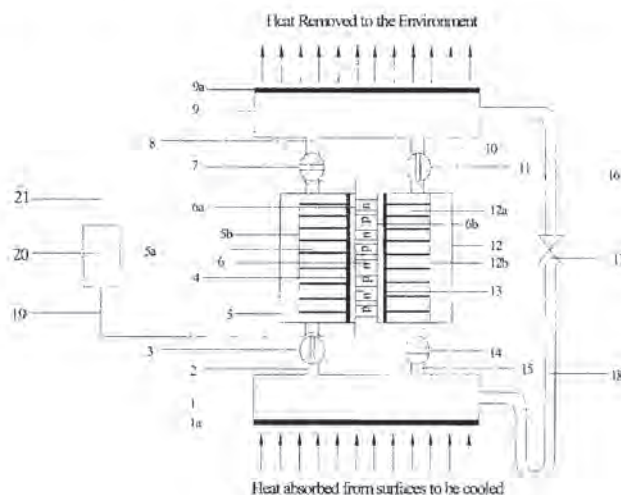 Heat Removed to the Environment
9a
9
8
10
7
11
16
21
6a
n
12a
5b
p
6b
20
5a
n
12
p
17
6
n
12b
4
p
13
19
n
5
p
3
14
2
15
18
1
1a
Heat absorbed from surfaces to be cooled